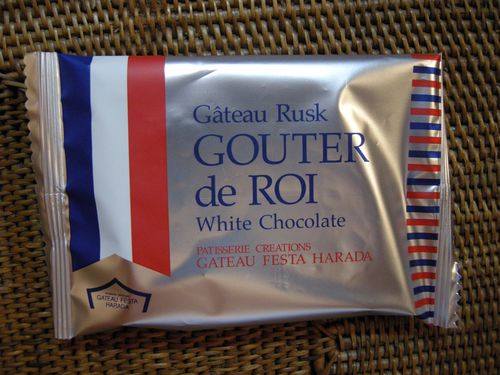 Gâteau Rusk
GOUTER
de ROI
White Chocolate
PATISSERIE CREATIONS
GATEAU FESTA HARADA
GATEAU FESTA
HARADA